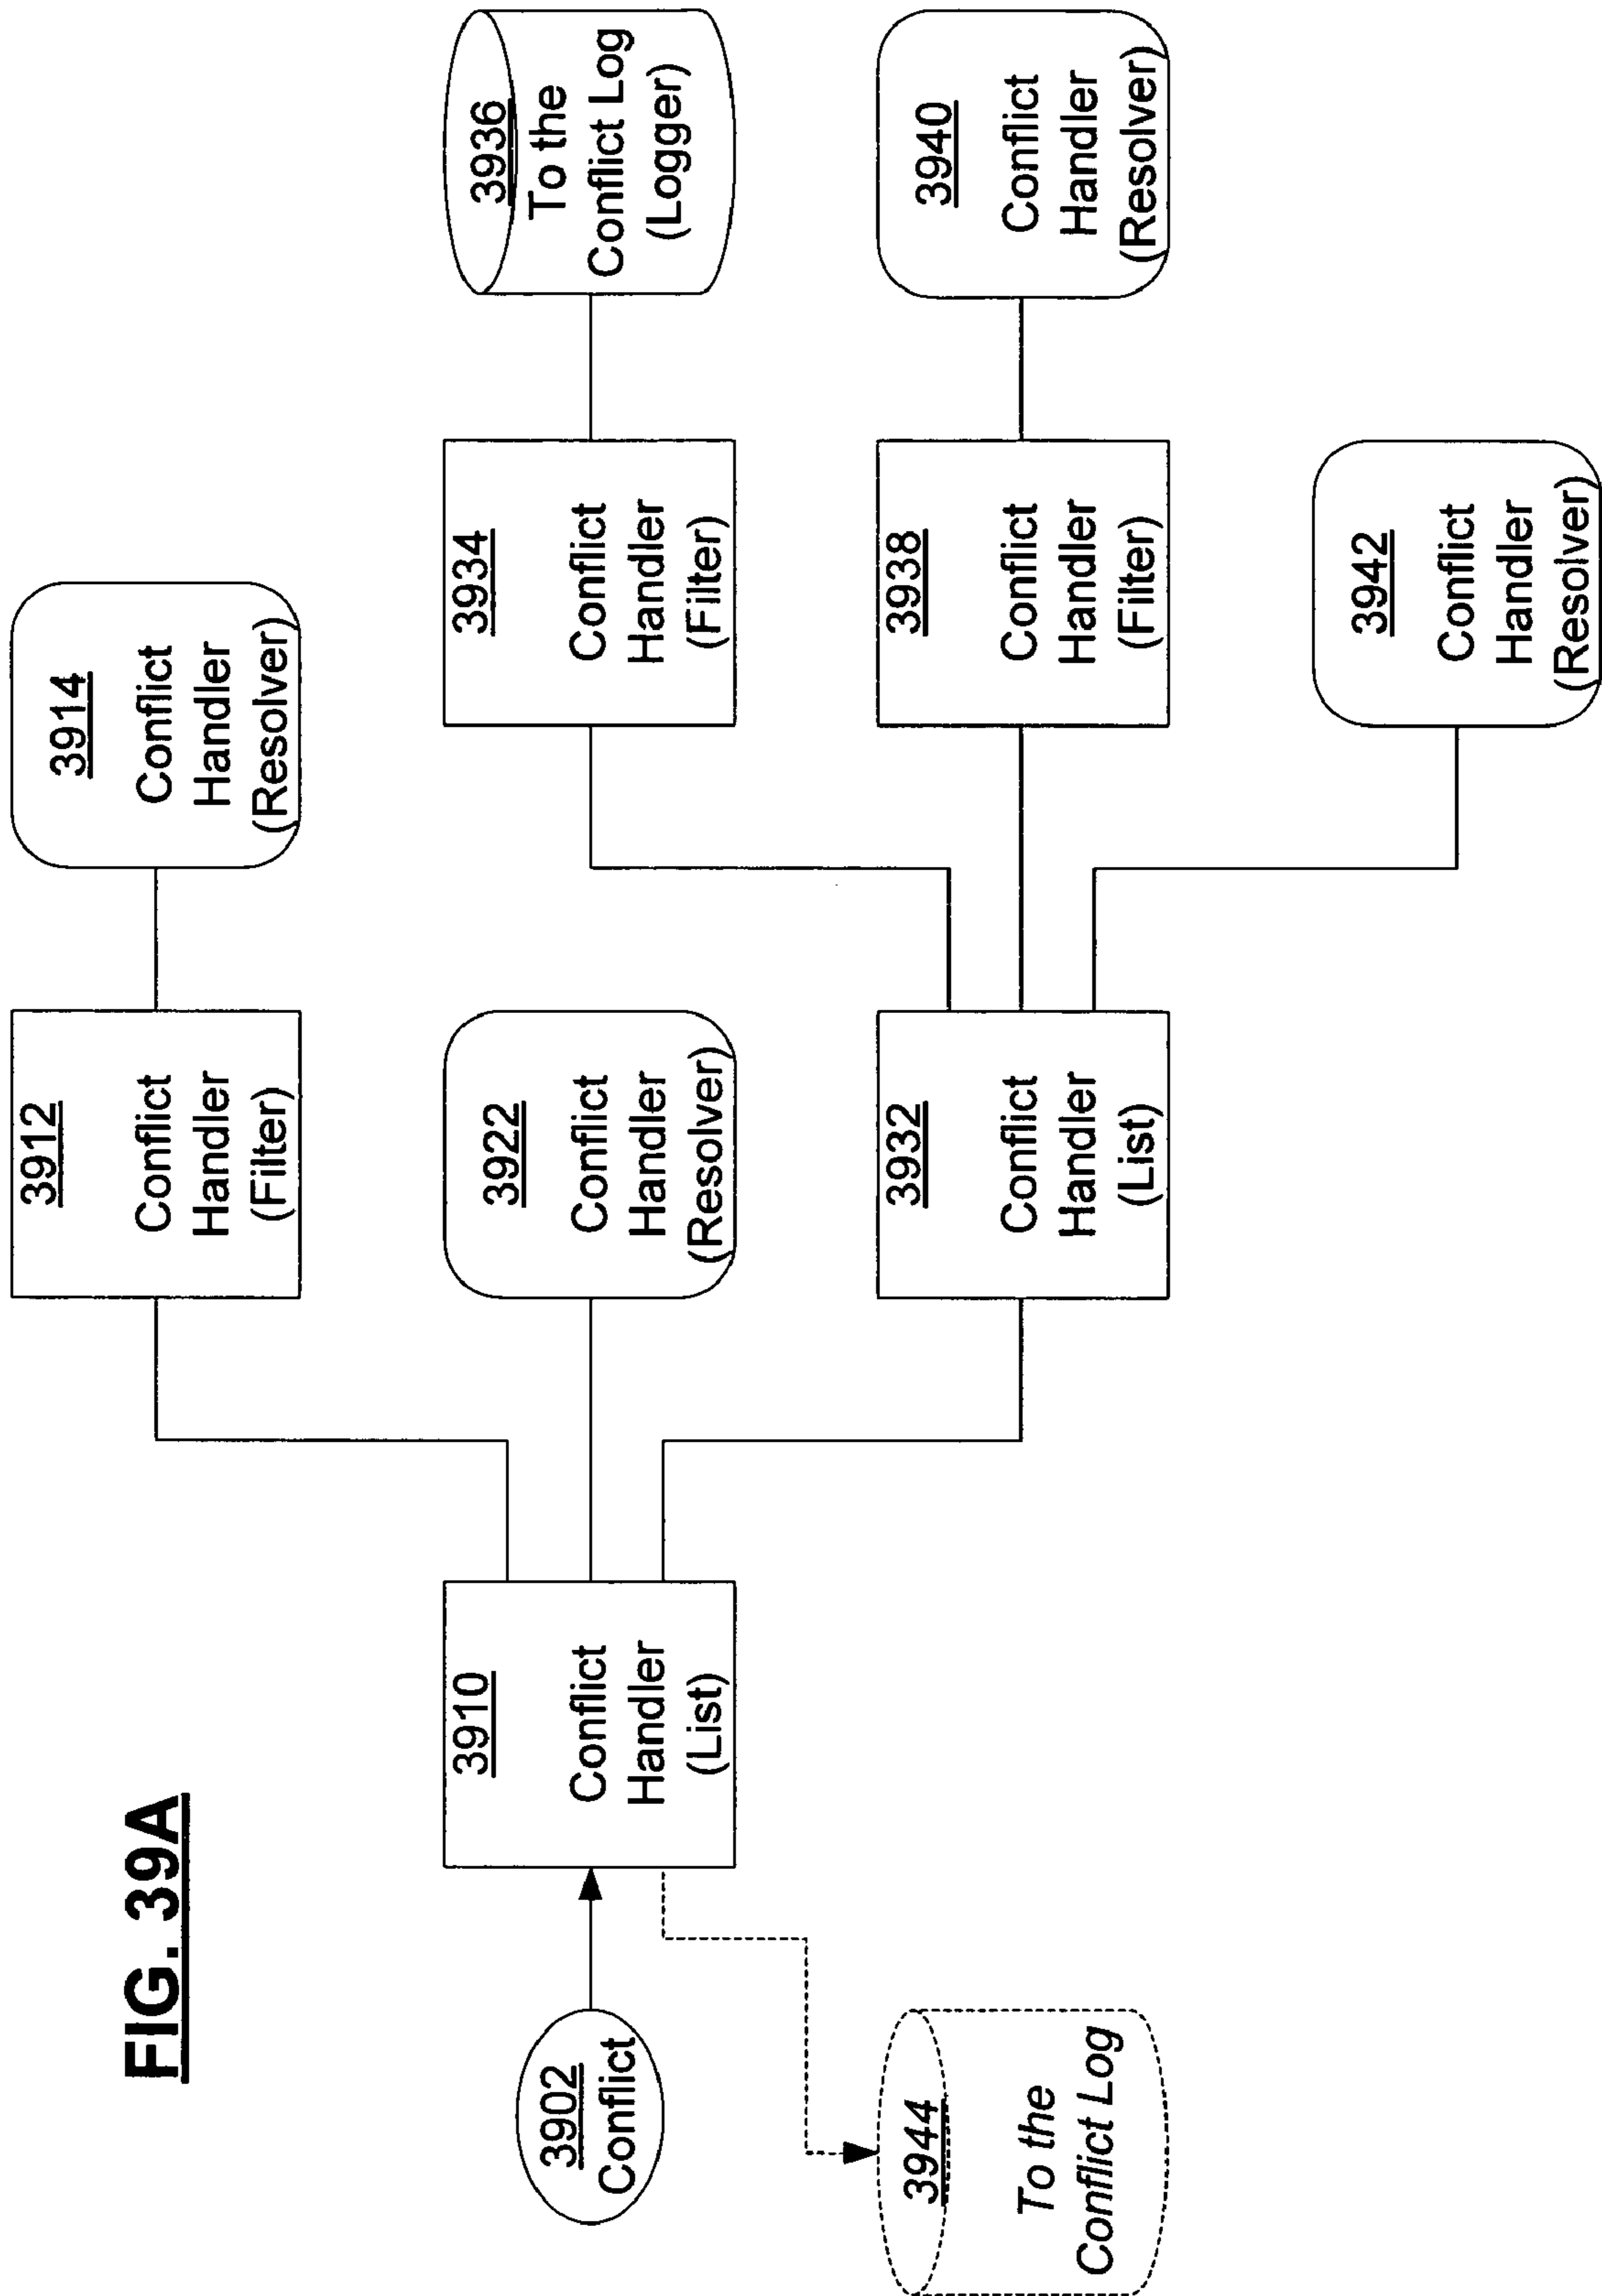 FIG. 39A
3902
Conflict
3944
To the
Conflict Log
3910
Conflict
Handler
(List)
3912
Conflict
Handler
(Filter)
3914
Conflict
Handler
(Resolver)
3922
Conflict
Handler
(Resolver)
3932
Conflict
Handler
(List)
3934
Conflict
Handler
(Filter)
3936
To the
Conflict Log
(Logger)
3938
Conflict
Handler
(Filter)
3940
Conflict
Handler
(Resolver)
3942
Conflict
Handler
(Resolver)